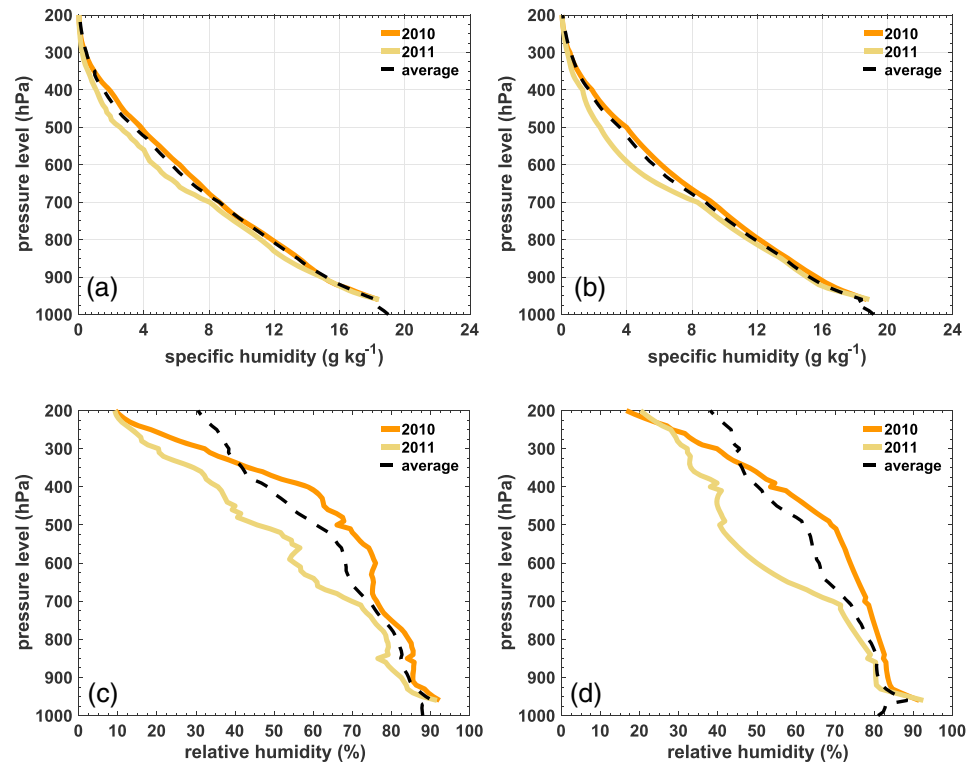 200
300
400
500
600
700
800
900
1000
pressure level (hPa)
2010
2011
average
(a)
0 4 8 12 16 20 24
specific humidity (g kg⁻¹)
200
300
400
500
600
700
800
900
1000
pressure level (hPa)
2010
2011
average
(b)
0 4 8 12 16 20 24
specific humidity (g kg⁻¹)
200
300
400
500
600
700
800
900
1000
pressure level (hPa)
2010
2011
average
(c)
0 10 20 30 40 50 60 70 80 90 100
relative humidity (%)
200
300
400
500
600
700
800
900
1000
pressure level (hPa)
2010
2011
average
(d)
0 10 20 30 40 50 60 70 80 90 100
relative humidity (%)